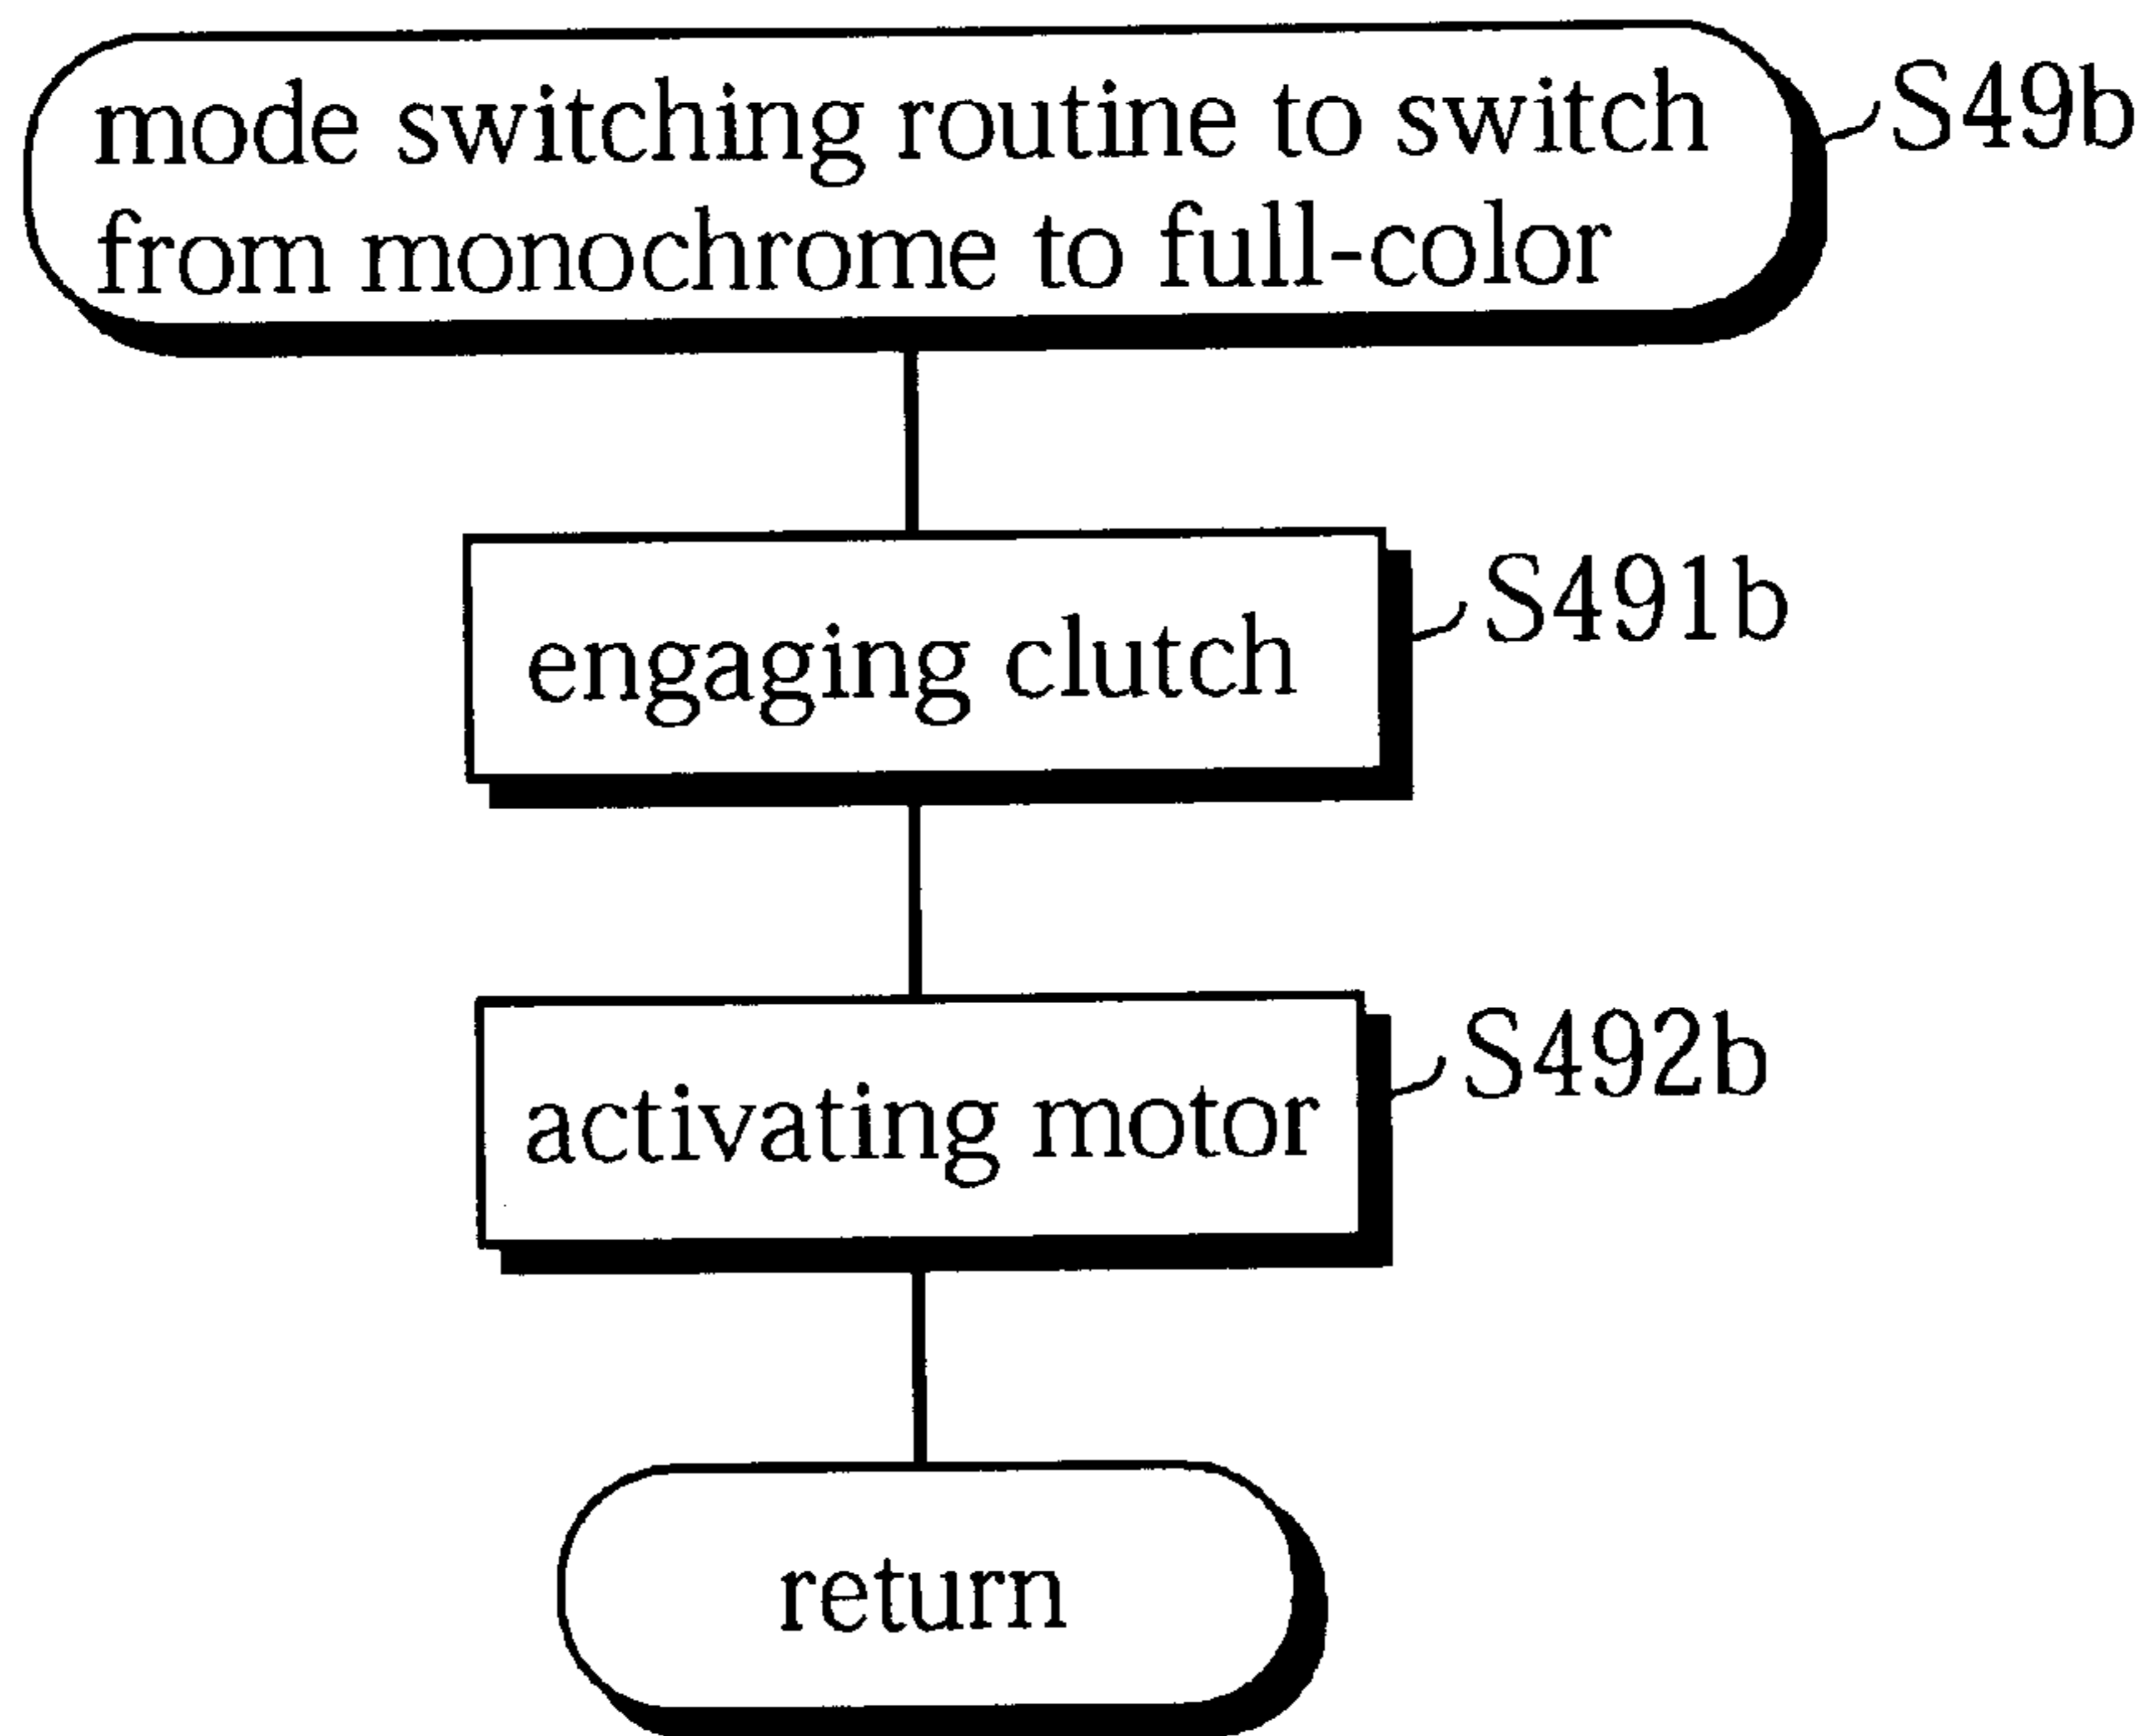 mode switching routine to switch
from monochrome to full-color
S49b
engaging clutch
S491b
activating motor
S492b
return